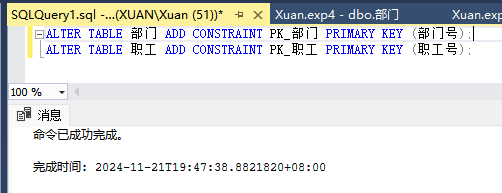 SQLQuery1.sql -...(XUAN\Xuan (51))* Xuan.exp4 - dbo.部门 Xuan.exp
ALTER TABLE 部门 ADD CONSTRAINT PK_部门 PRIMARY KEY (部门号);
ALTER TABLE 职工 ADD CONSTRAINT PK_职工 PRIMARY KEY (职工号);
100 %
消息
命令已成功完成。
完成时间: 2024-11-21T19:47:38.8821820+08:00